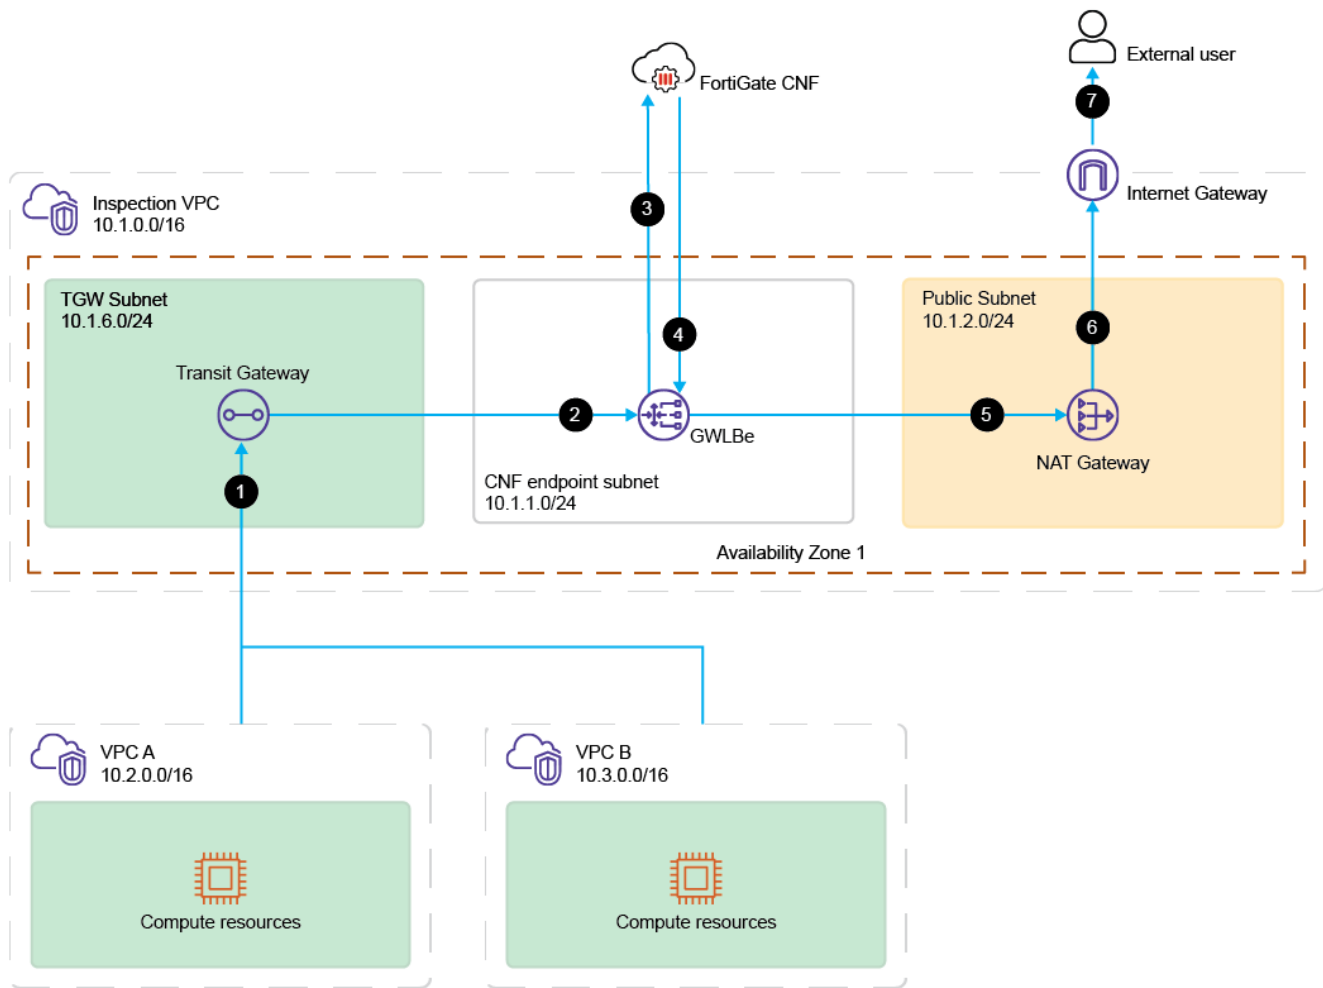 External user
FortiGate CNF
7
Internet Gateway
Inspection VPC
10.1.0.0/16
3
TGW Subnet
10.1.6.0/24
Public Subnet
10.1.2.0/24
4
6
Transit Gateway
2
5
GWLBe
NAT Gateway
1
CNF endpoint subnet
10.1.1.0/24
Availability Zone 1
VPC A
10.2.0.0/16
VPC B
10.3.0.0/16
Compute resources
Compute resources